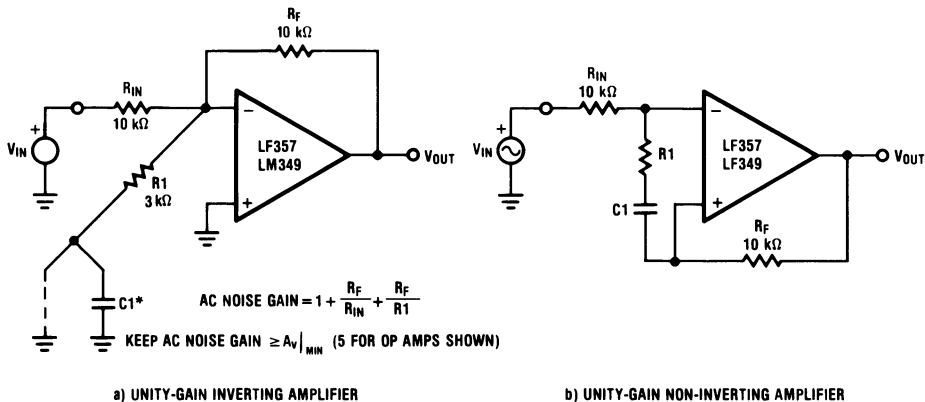 RF
10 kΩ
RIN
10 kΩ
+
VIN
R1
3 kΩ
−
LF357
LM349
+
VOUT
C1*
AC NOISE GAIN = 1 + RF/RIN + RF/R1
KEEP AC NOISE GAIN ≥ AV|MIN (5 FOR OP AMPS SHOWN)
a) UNITY-GAIN INVERTING AMPLIFIER
RIN
10 kΩ
+
VIN
R1
C1
−
LF357
LF349
+
VOUT
RF
10 kΩ
b) UNITY-GAIN NON-INVERTING AMPLIFIER